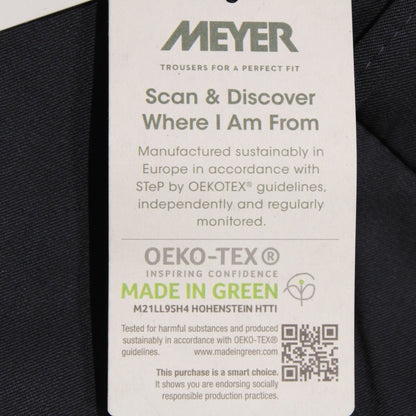 MEYER
TROUSERS FOR A PERFECT FIT
Scan & Discover
Where I Am From
Manufactured sustainably in
Europe in accordance with
STeP by OEKOTEX® guidelines,
independently and regularly
monitored.
OEKO-TEX®
INSPIRING CONFIDENCE
MADE IN GREEN
M21LL9SH4 HOHENSTEIN HTTI
Tested for harmful substances and produced
sustainably in accordance with OEKO-TEX®
guidelines. www.madeingreen.com
This purchase is a smart choice.
It shows you are endorsing socially
responsible production practices.